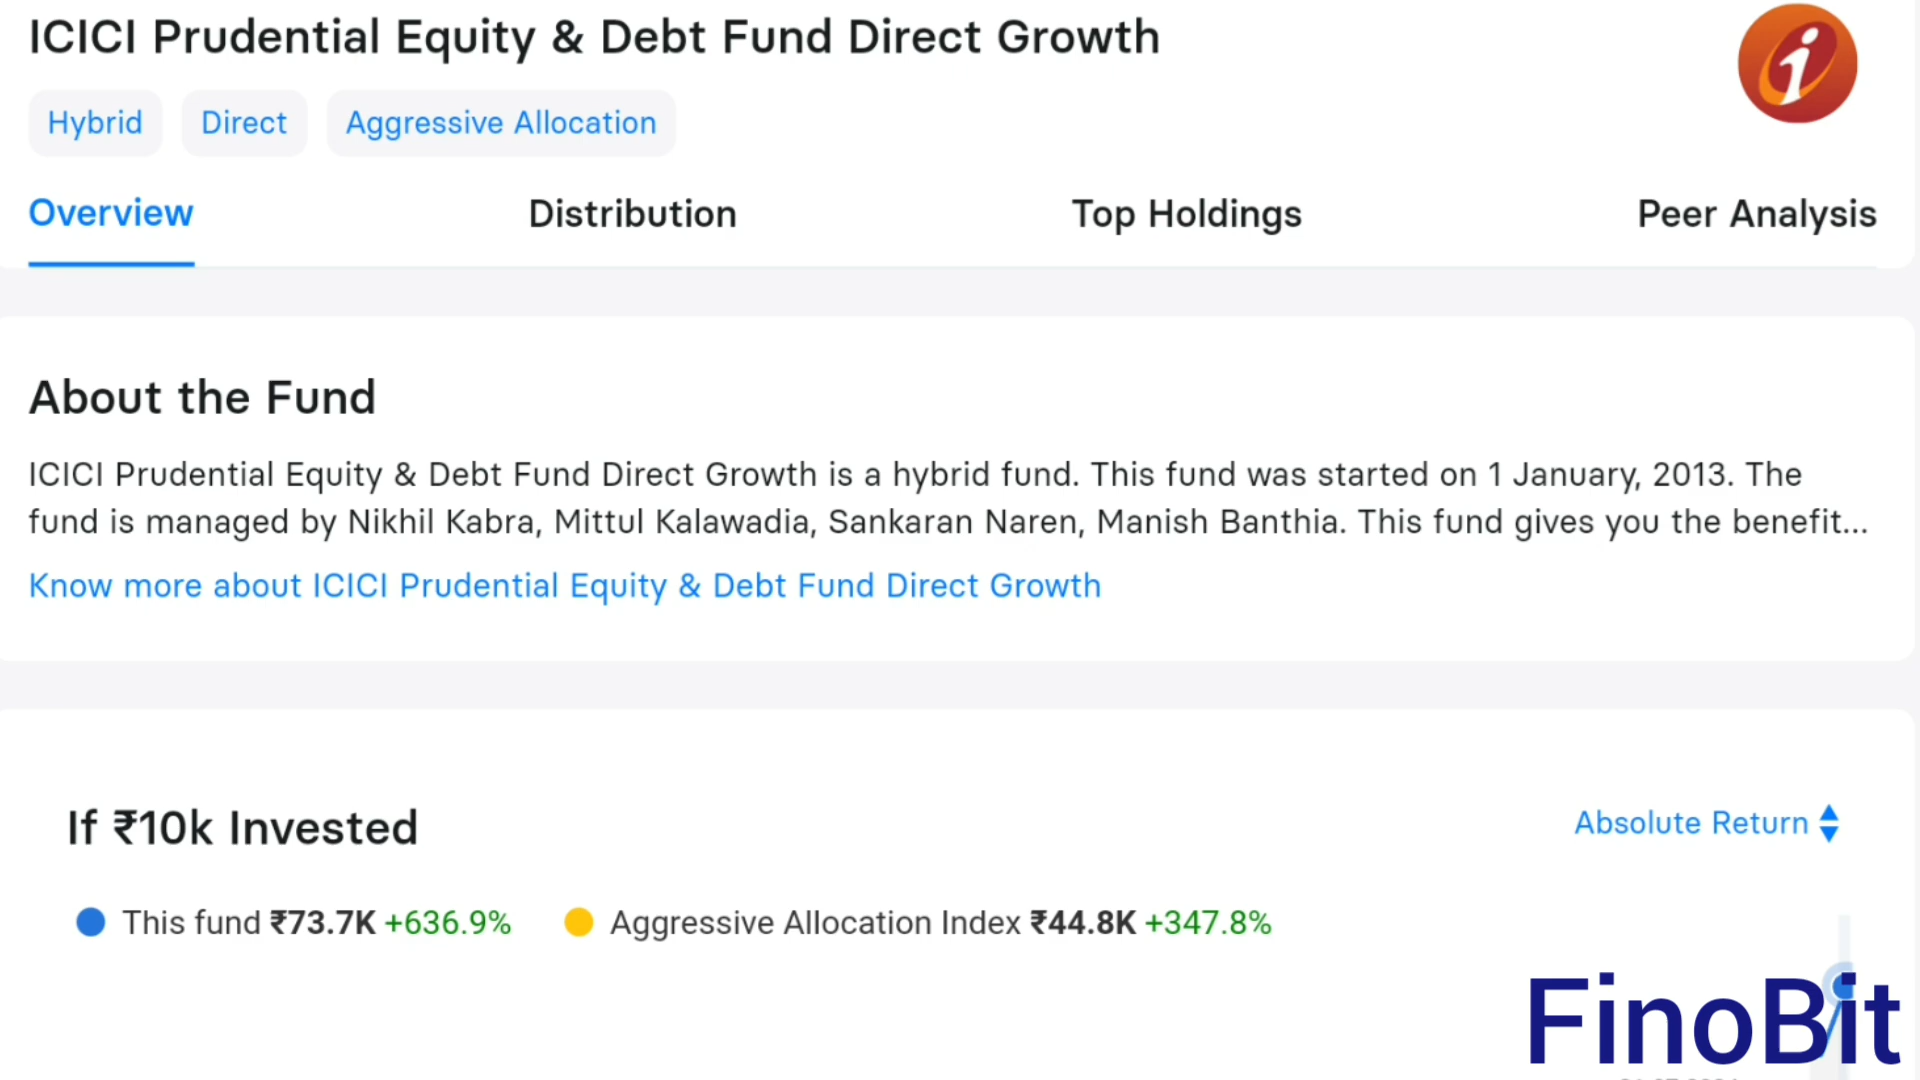 ICICI Prudential Equity & Debt Fund Direct Growth
Hybrid Direct Aggressive Allocation
Overview Distribution Top Holdings Peer Analysis
About the Fund
ICICI Prudential Equity & Debt Fund Direct Growth is a hybrid fund. This fund was started on 1 January, 2013. The
fund is managed by Nikhil Kabra, Mittul Kalawadia, Sankaran Naren, Manish Banthia. This fund gives you the benefit...
Know more about ICICI Prudential Equity & Debt Fund Direct Growth
If ₹10k Invested
Absolute Return
This fund ₹73.7K +636.9% Aggressive Allocation Index ₹44.8K +347.8%
FinoBit